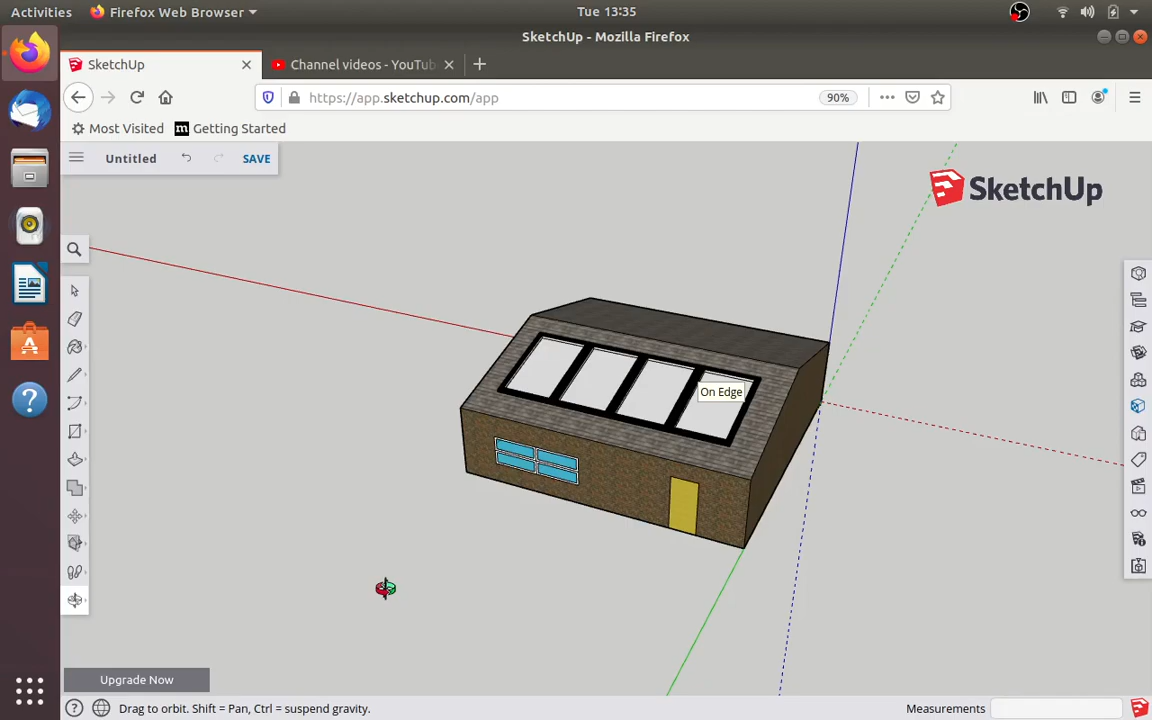 Activities
Firefox Web Browser
Tue 13:35
SketchUp - Mozilla Firefox
SketchUp
Channel videos - YouTub
https://app.sketchup.com/app
90%
Most Visited
Getting Started
Untitled
SAVE
SketchUp
On Edge
Upgrade Now
Drag to orbit. Shift = Pan, Ctrl = suspend gravity.
Measurements